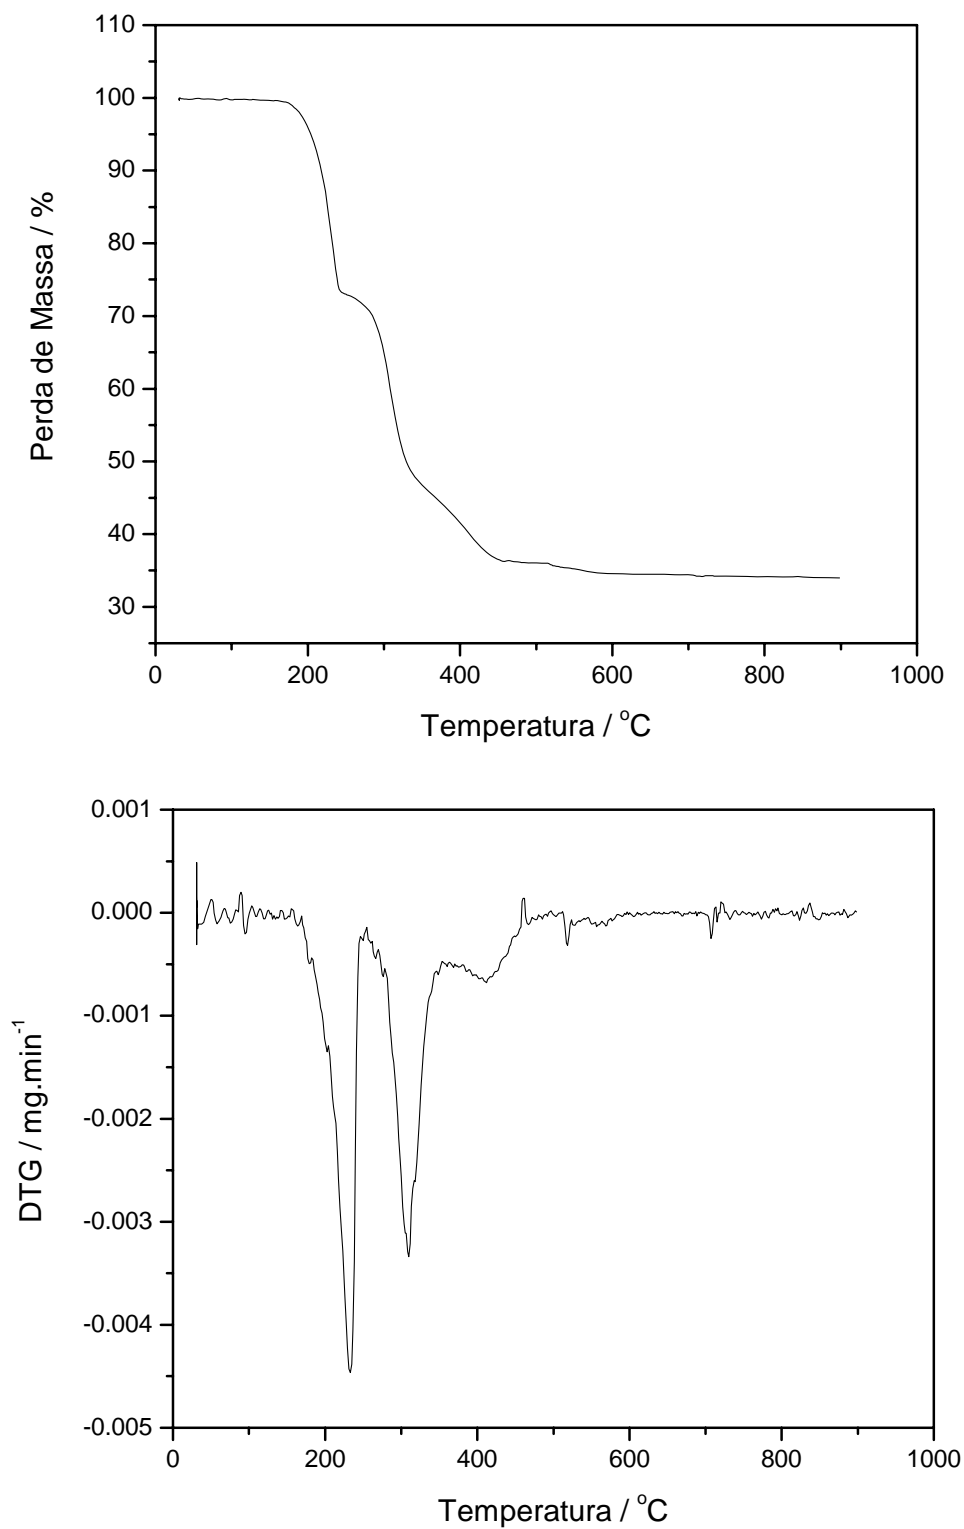 110
100
90
80
70
60
50
40
30
Perda de Massa / %
0 200 400 600 800 1000
Temperatura / °C
0.001
0.000
-0.001
-0.002
-0.003
-0.004
-0.005
DTG / mg.min⁻¹
0 200 400 600 800 1000
Temperatura / °C